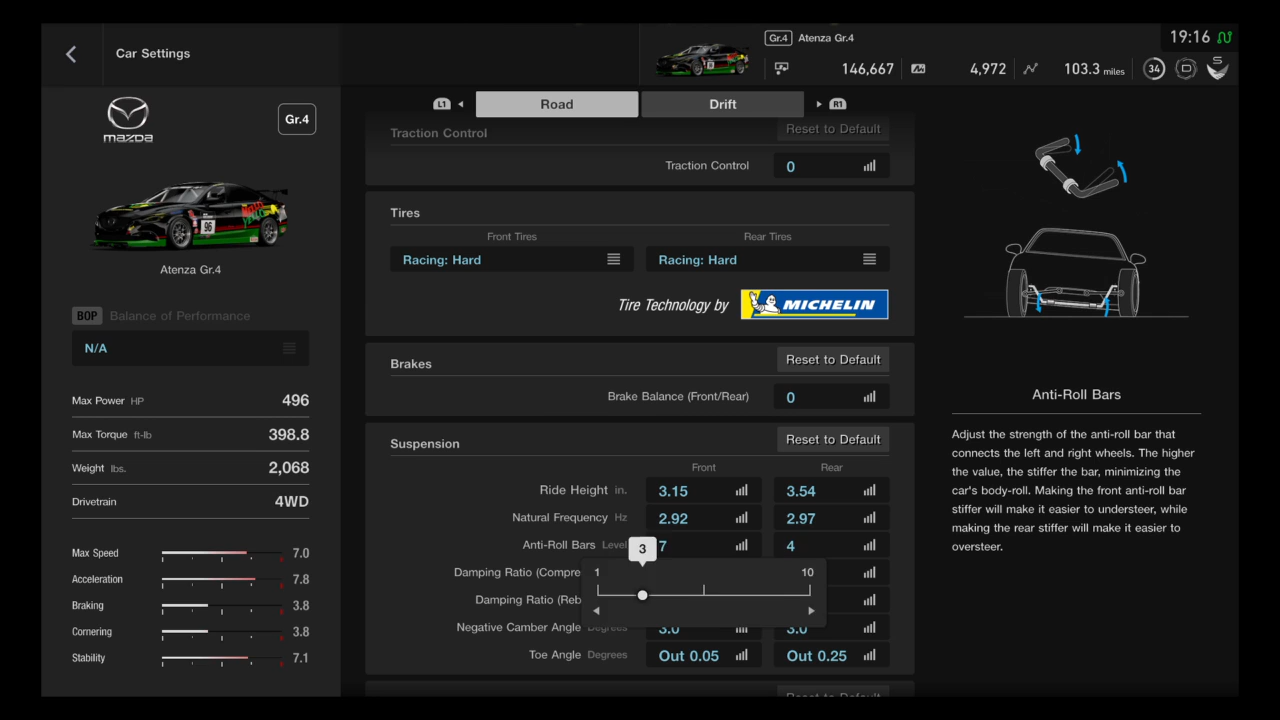 Car Settings
Gr.4 Atenza Gr.4
19:16
146,667 4,972 103.3 miles 34 S
mazda
Gr.4
L1 Road Drift R1
Traction Control Reset to Default
Traction Control 0
Tires
Front Tires Rear Tires
Racing: Hard Racing: Hard
Tire Technology by MICHELIN
Brakes Reset to Default
Brake Balance (Front/Rear) 0
Suspension Reset to Default
Front Rear
Ride Height in. 3.15 3.54
Natural Frequency Hz 2.92 2.97
Anti-Roll Bars Level 7 4
3
Damping Ratio (Compre
1 10
Damping Ratio (Reb
Negative Camber Angle Degrees 3.0 3.0
Toe Angle Degrees Out 0.05 Out 0.25
Reset to Default
96
Atenza Gr.4
BOP Balance of Performance
N/A
Max Power HP 496
Max Torque ft-lb 398.8
Weight lbs. 2,068
Drivetrain 4WD
Max Speed 7.0
Acceleration 7.8
Braking 3.8
Cornering 3.8
Stability 7.1
Anti-Roll Bars
Adjust the strength of the anti-roll bar that
connects the left and right wheels. The higher
the value, the stiffer the bar, minimizing the
car's body-roll. Making the front anti-roll bar
stiffer will make it easier to understeer, while
making the rear stiffer will make it easier to
oversteer.